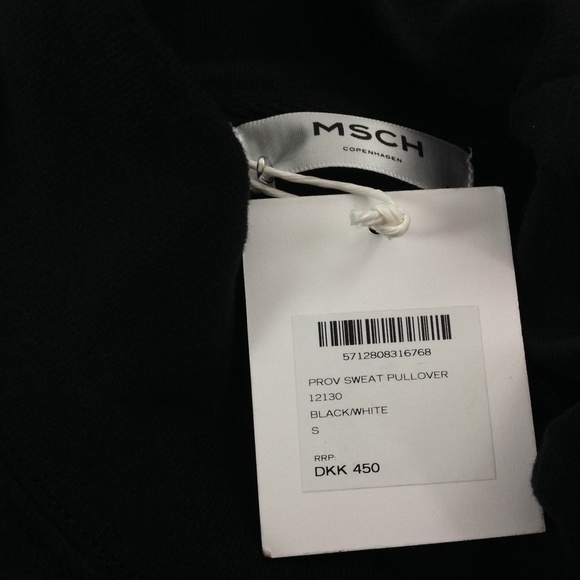 MSCH
COPENHAGEN
5712808316768
PROV SWEAT PULLOVER
12130
BLACK/WHITE
S
RRP:
DKK 450